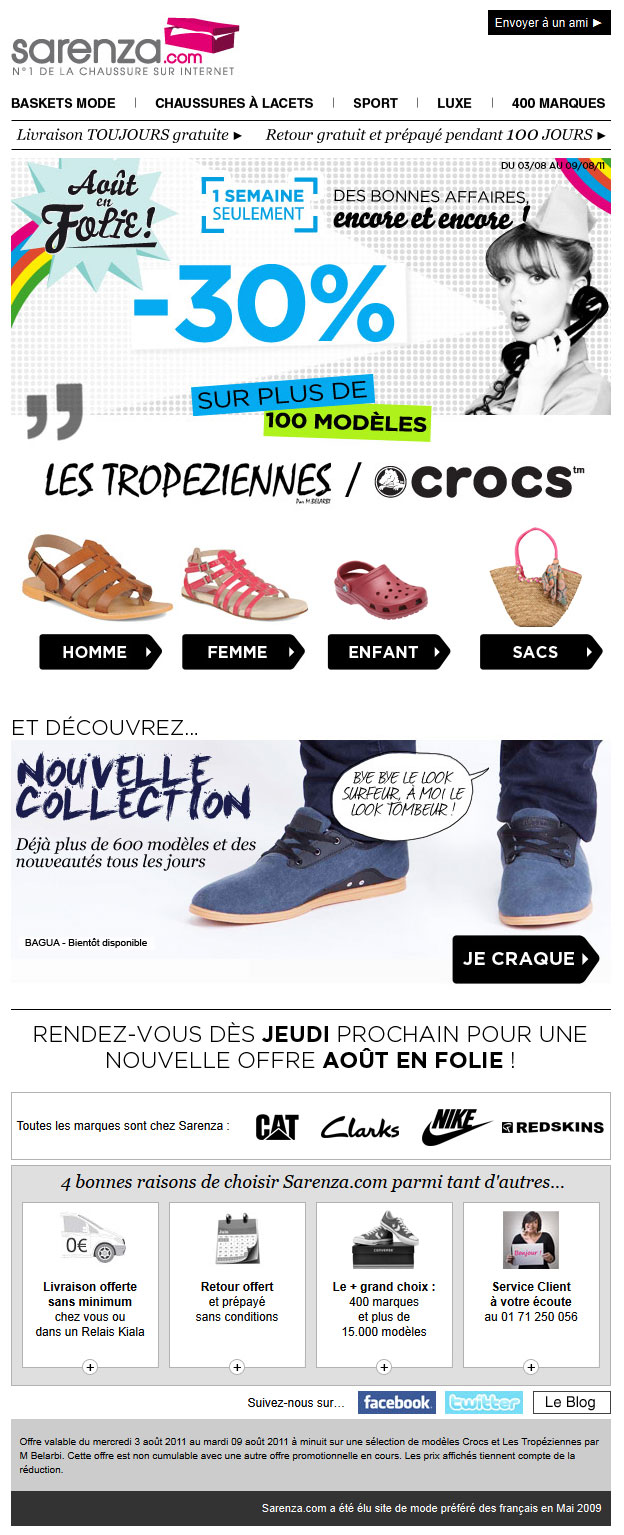 Envoyer à un ami
sarenza.com
N°1 DE LA CHAUSSURE SUR INTERNET
BASKETS MODE | CHAUSSURES À LACETS | SPORT | LUXE | 400 MARQUES
Livraison TOUJOURS gratuite Retour gratuit et prépayé pendant 100 JOURS
DU 03/08 AU 09/08/11
Août
en
Folie !
1 SEMAINE
SEULEMENT
DES BONNES AFFAIRES,
encore et encore !
-30%
SUR PLUS DE
100 MODÈLES
LES TROPEZIENNES / crocs™
Par M.BELARBI
HOMME FEMME ENFANT SACS
ET DÉCOUVREZ...
NOUVELLE
COLLECTION
BYE BYE LE LOOK
SURFEUR, À MOI LE
LOOK TOMBEUR !
Déjà plus de 600 modèles et des
nouveautés tous les jours
BAGUA - Bientôt disponible
JE CRAQUE
RENDEZ-VOUS DÈS JEUDI PROCHAIN POUR UNE
NOUVELLE OFFRE AOÛT EN FOLIE !
Toutes les marques sont chez Sarenza : CAT Clarks NIKE REDSKINS
4 bonnes raisons de choisir Sarenza.com parmi tant d'autres...
0€
CONVERSE
Bonjour !
Livraison offerte
sans minimum
chez vous ou
dans un Relais Kiala
Retour offert
et prépayé
sans conditions
Le + grand choix :
400 marques
et plus de
15.000 modèles
Service Client
à votre écoute
au 01 71 250 056
+ + + +
Suivez-nous sur... facebook twitter Le Blog
Offre valable du mercredi 3 août 2011 au mardi 09 août 2011 à minuit sur une sélection de modèles Crocs et Les Tropéziennes par
M Belarbi. Cette offre est non cumulable avec une autre offre promotionnelle en cours. Les prix affichés tiennent compte de la
réduction.
Sarenza.com a été élu site de mode préféré des français en Mai 2009